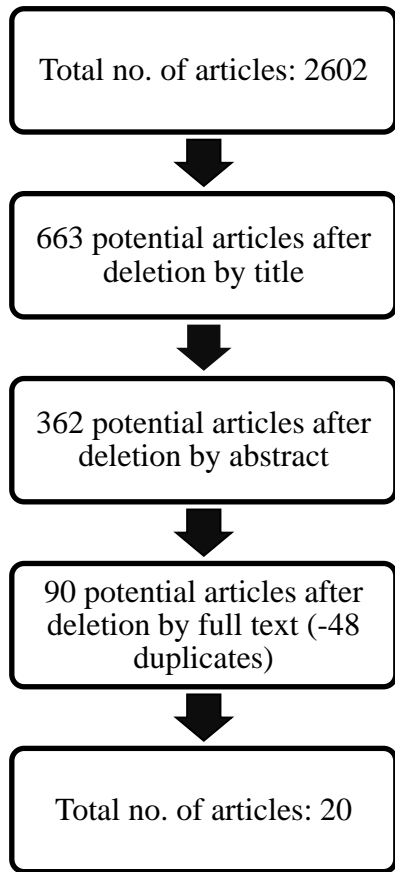 Total no. of articles: 2602
663 potential articles after
deletion by title
362 potential articles after
deletion by abstract
90 potential articles after
deletion by full text (-48
duplicates)
Total no. of articles: 20